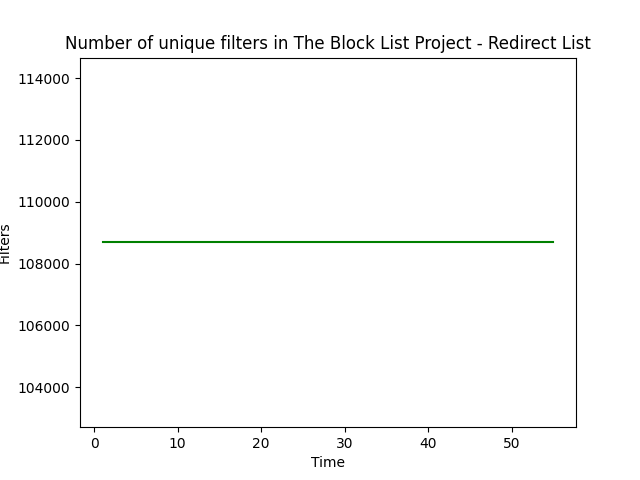 Number of unique filters in The Block List Project - Redirect List
114000
112000
110000
108000
106000
104000
Filters
0 10 20 30 40 50
Time